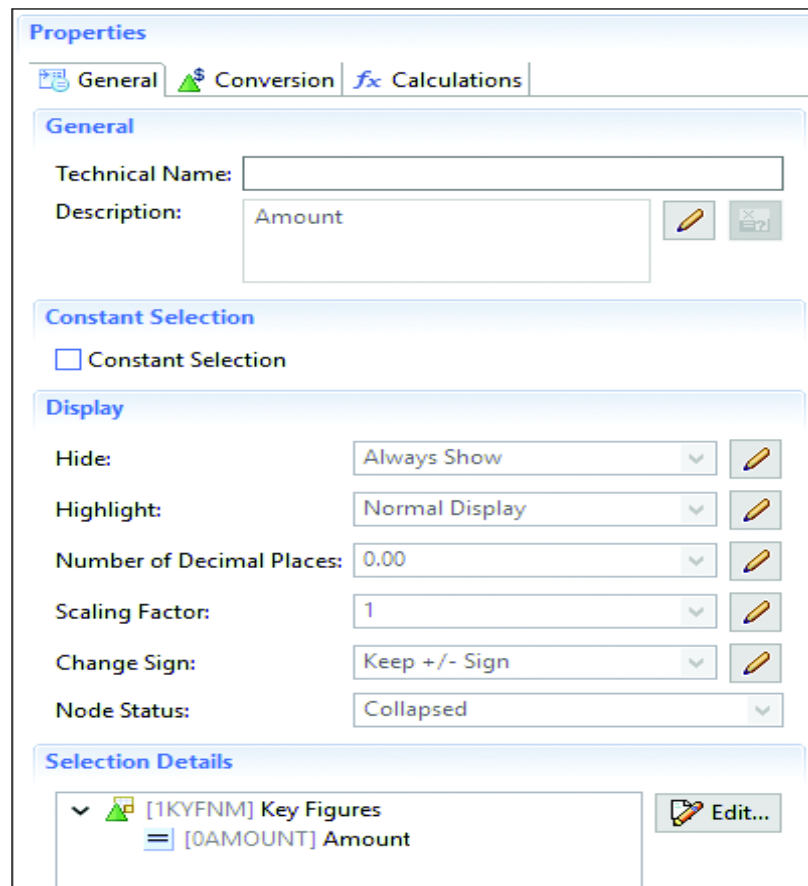 Properties
General Conversion fx Calculations
General
Technical Name:
Description: Amount
Constant Selection
Constant Selection
Display
Hide: Always Show
Highlight: Normal Display
Number of Decimal Places: 0.00
Scaling Factor: 1
Change Sign: Keep +/- Sign
Node Status: Collapsed
Selection Details
[1KYFNM] Key Figures Edit...
[0AMOUNT] Amount